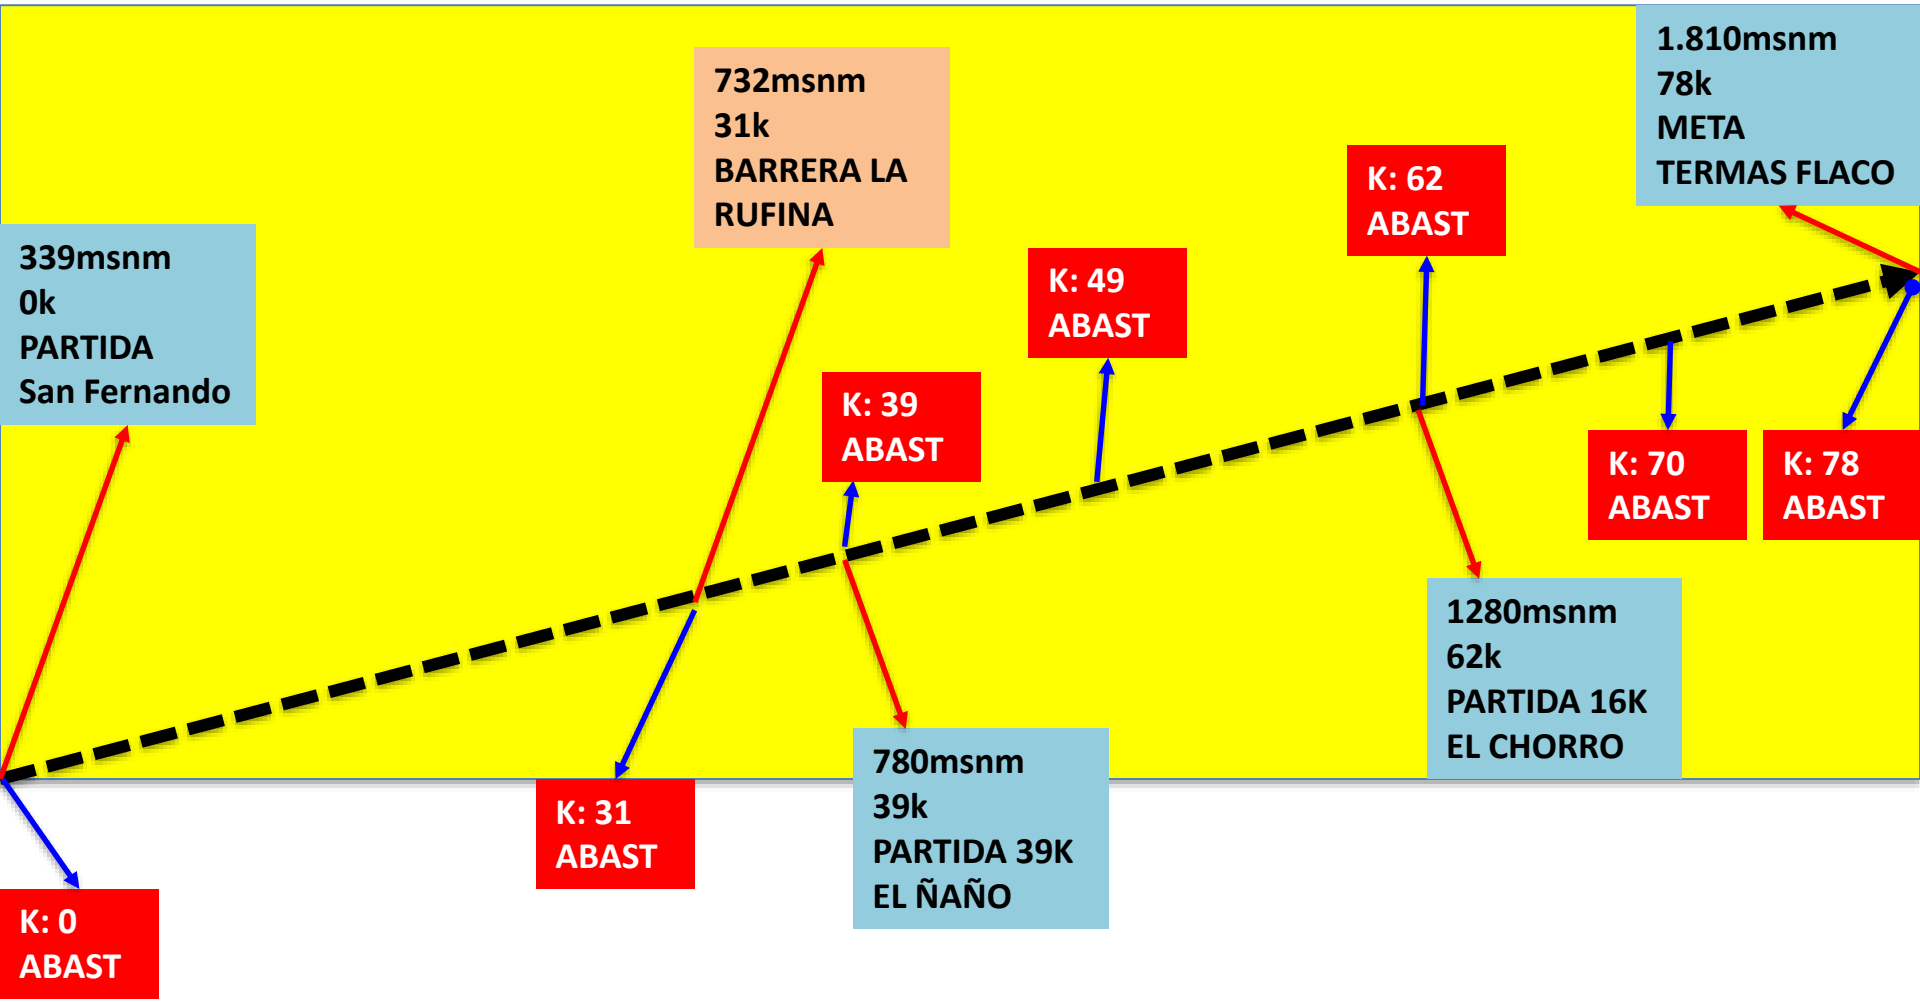 339msnm
0k
PARTIDA
San Fernando
K: 0
ABAST
732msnm
31k
BARRERA LA
RUFINA
K: 31
ABAST
K: 39
ABAST
780msnm
39k
PARTIDA 39K
EL ÑAÑO
K: 49
ABAST
K: 62
ABAST
1280msnm
62k
PARTIDA 16K
EL CHORRO
K: 70
ABAST
1.810msnm
78k
META
TERMAS FLACO
K: 78
ABAST